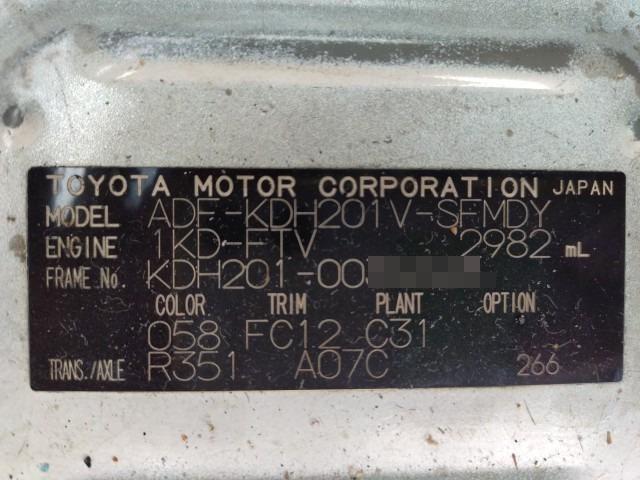 TOYOTA MOTOR CORPORATION JAPAN
MODEL ADF-KDH201V-SFMDY
ENGINE 1KD-FTV 2982 mL
FRAME No. KDH201-00
COLOR TRIM PLANT OPTION
058 FC12 C31
TRANS./AXLE R351 A07C 266